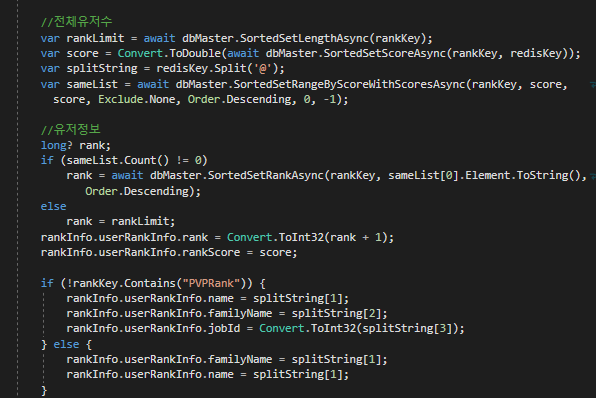 //전체유저수
var rankLimit = await dbMaster.SortedSetLengthAsync(rankKey);
var score = Convert.ToDouble(await dbMaster.SortedSetScoreAsync(rankKey, redisKey));
var splitString = redisKey.Split('@');
var sameList = await dbMaster.SortedSetRangeByScoreWithScoresAsync(rankKey, score,
score, Exclude.None, Order.Descending, 0, -1);
//유저정보
long? rank;
if (sameList.Count() != 0)
rank = await dbMaster.SortedSetRankAsync(rankKey, sameList[0].Element.ToString(),
Order.Descending);
else
rank = rankLimit;
rankInfo.userRankInfo.rank = Convert.ToInt32(rank + 1);
rankInfo.userRankInfo.rankScore = score;
if (!rankKey.Contains("PVPRank")) {
rankInfo.userRankInfo.name = splitString[1];
rankInfo.userRankInfo.familyName = splitString[2];
rankInfo.userRankInfo.jobId = Convert.ToInt32(splitString[3]);
} else {
rankInfo.userRankInfo.familyName = splitString[1];
rankInfo.userRankInfo.name = splitString[1];
}